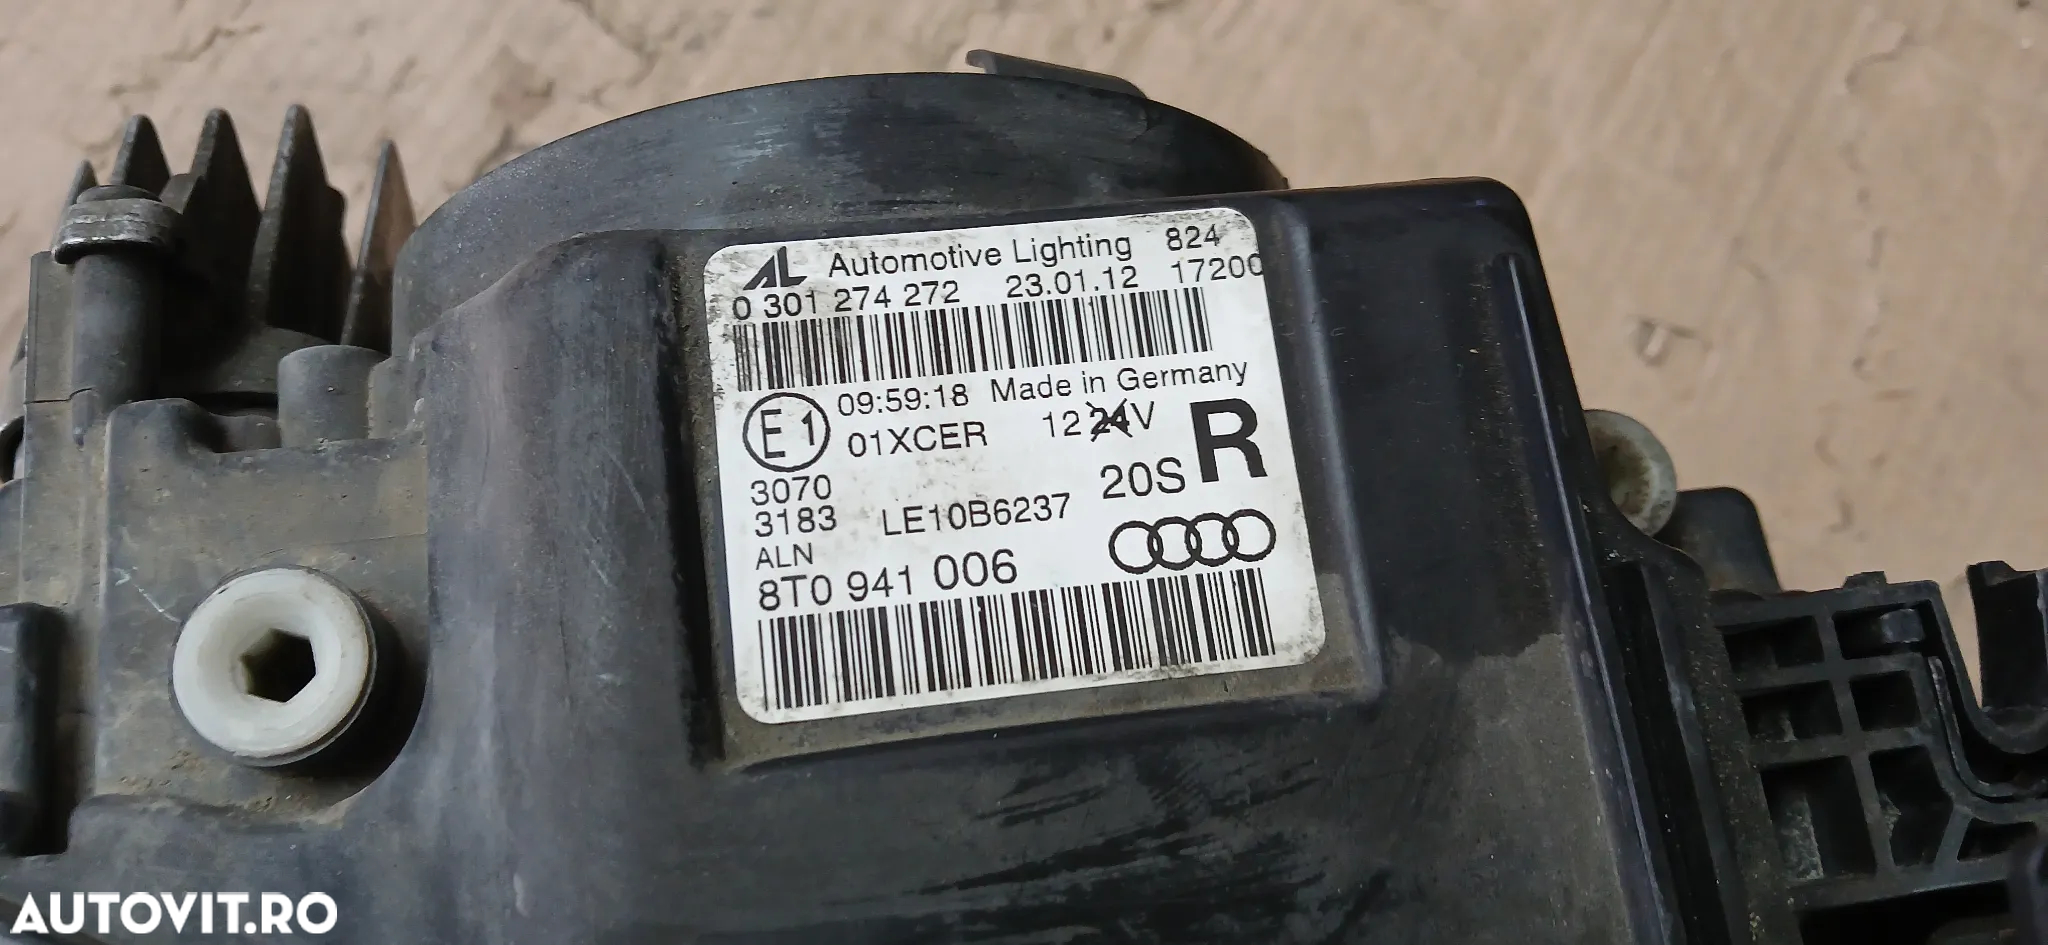 AL Automotive Lighting 824
0 301 274 272 23.01.12 17200
09:59:18 Made in Germany
E1 01XCER 12 24V R
3070 20S
3183 LE10B6237
ALN
8T0 941 006
AUTOVIT.RO